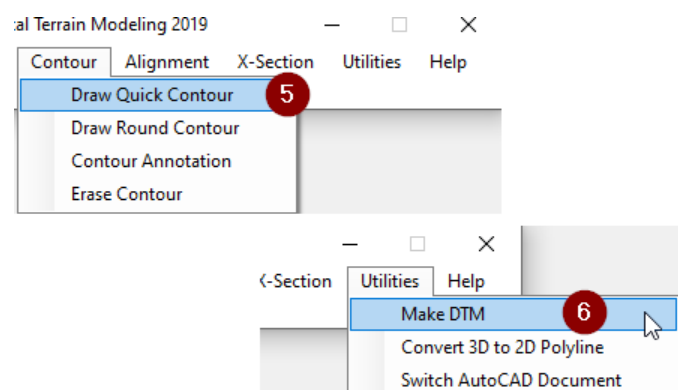 al Terrain Modeling 2019
Contour Alignment X-Section Utilities Help
Draw Quick Contour 5
Draw Round Contour
Contour Annotation
Erase Contour
X-Section Utilities Help
Make DTM 6
Convert 3D to 2D Polyline
Switch AutoCAD Document